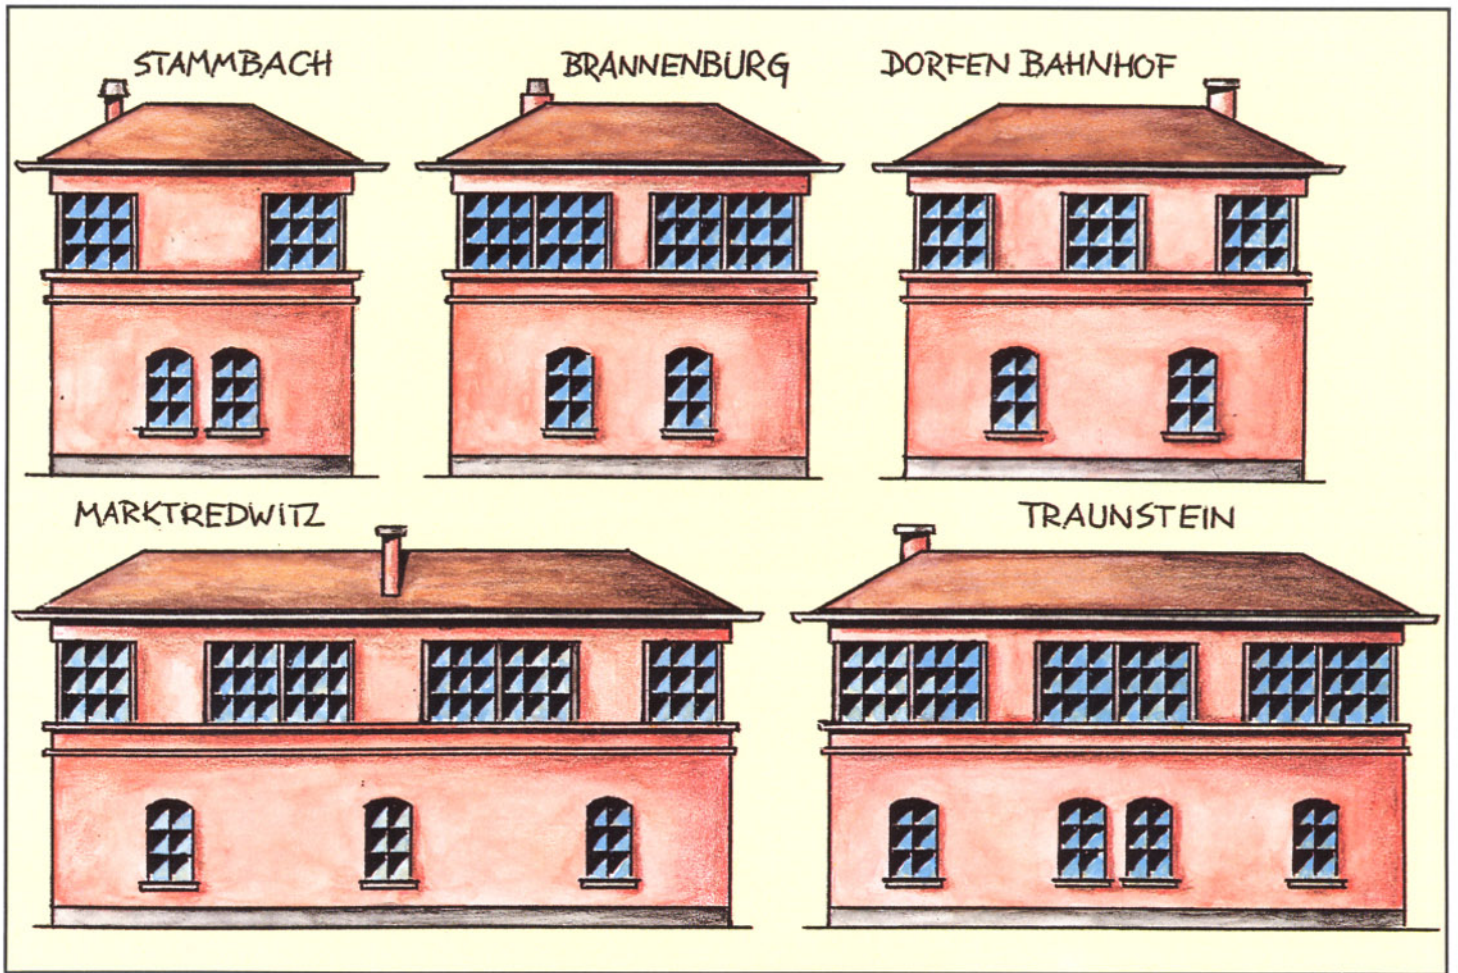 STAMMBACH
BRANNENBURG
DORFEN BAHNHOF
MARKTREDWITZ
TRAUNSTEIN